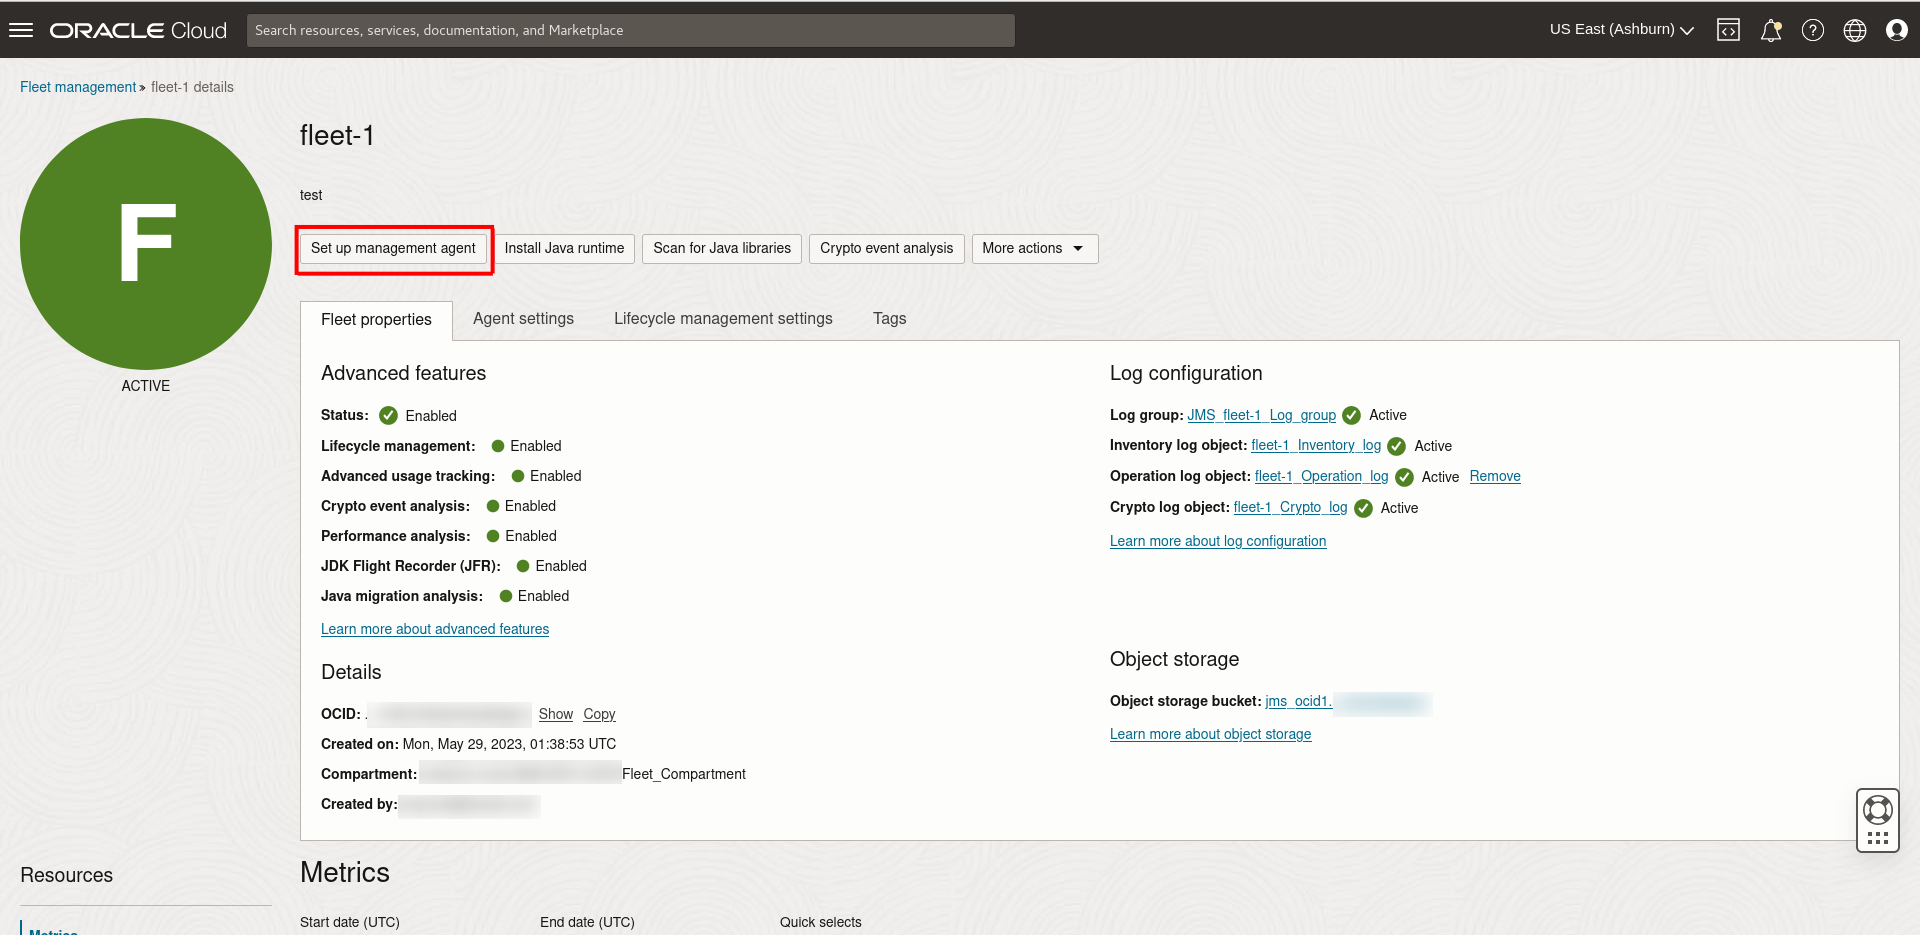 ORACLE Cloud
Search resources, services, documentation, and Marketplace
US East (Ashburn)
Fleet management » fleet-1 details
F
ACTIVE
fleet-1
test
Set up management agent
Install Java runtime
Scan for Java libraries
Crypto event analysis
More actions
Fleet properties
Agent settings
Lifecycle management settings
Tags
Advanced features
Status: Enabled
Lifecycle management: Enabled
Advanced usage tracking: Enabled
Crypto event analysis: Enabled
Performance analysis: Enabled
JDK Flight Recorder (JFR): Enabled
Java migration analysis: Enabled
Learn more about advanced features
Details
OCID: . Show Copy
Created on: Mon, May 29, 2023, 01:38:53 UTC
Compartment: Fleet_Compartment
Created by:
Log configuration
Log group: JMS_fleet-1_Log_group Active
Inventory log object: fleet-1_Inventory_log Active
Operation log object: fleet-1_Operation_log Active Remove
Crypto log object: fleet-1_Crypto_log Active
Learn more about log configuration
Object storage
Object storage bucket: jms_ocid1.
Learn more about object storage
Resources
Metrics
Metrics
Start date (UTC)
End date (UTC)
Quick selects